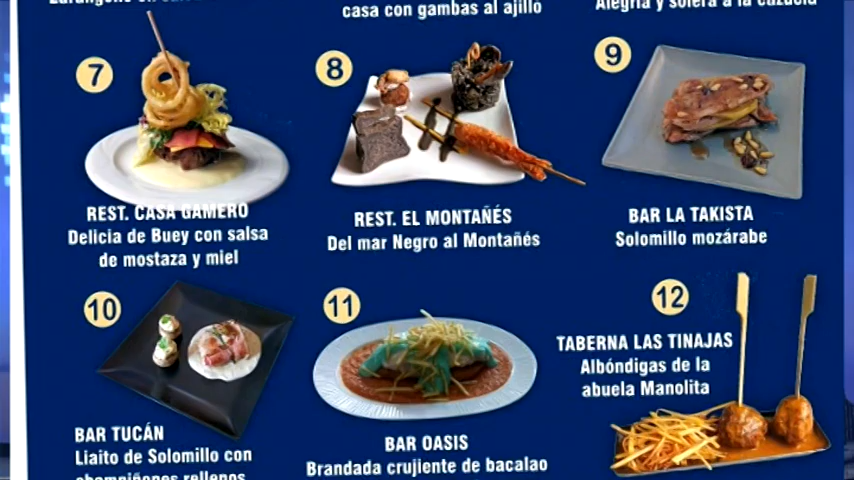 casa con gambas al ajillo
Alegría y solera a la cazuela
7
REST. CASA GAMERO
Delicia de Buey con salsa
de mostaza y miel
8
REST. EL MONTAÑÉS
Del mar Negro al Montañés
9
BAR LA TAKISTA
Solomillo mozárabe
10
BAR TUCÁN
Liaito de Solomillo con
champiñones rellenos
11
BAR OASIS
Brandada crujiente de bacalao
12
TABERNA LAS TINAJAS
Albóndigas de la
abuela Manolita